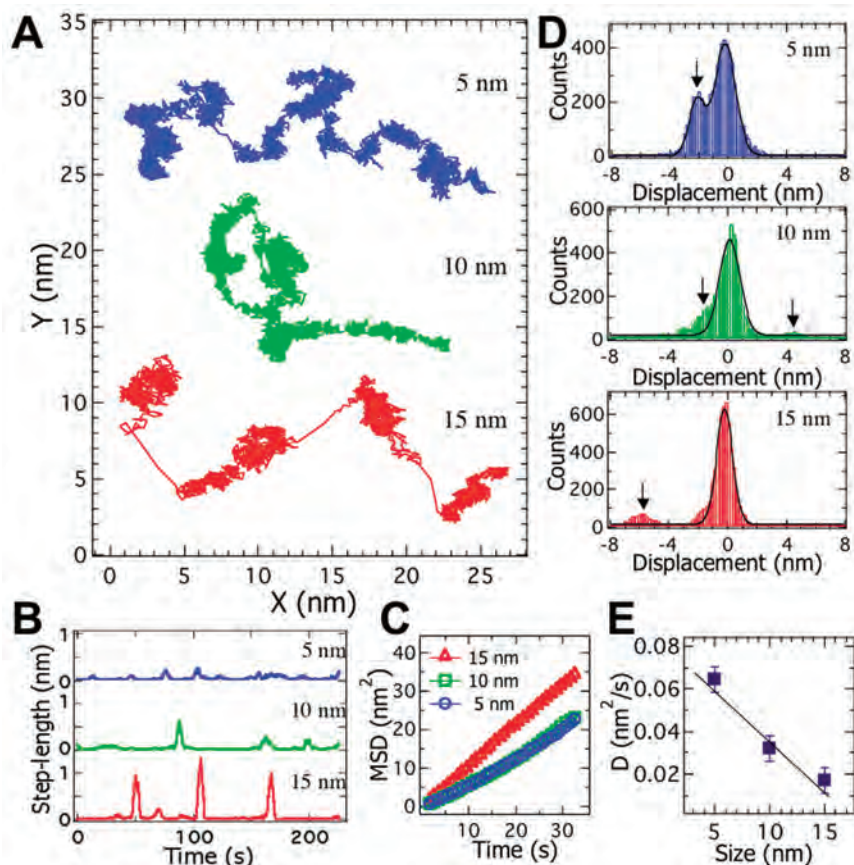 A
35
30
25
20
15
10
5
0
Y (nm)
5 nm
10 nm
15 nm
0 5 10 15 20 25
X (nm)
D
400
200
0
Counts
5 nm
-8 -4 0 4 8
Displacement (nm)
600
400
200
0
Counts
10 nm
-8 -4 0 4 8
Displacement (nm)
600
400
200
0
Counts
15 nm
-8 -4 0 4 8
Displacement (nm)
B
Step-length (nm)
1
0
5 nm
1
0
10 nm
1
0
15 nm
0 100 200
Time (s)
C
40
30
20
10
0
MSD (nm²)
15 nm
10 nm
5 nm
0 10 20 30
Time (s)
E
0.08
0.06
0.04
0.02
D (nm²/s)
5 10 15
Size (nm)